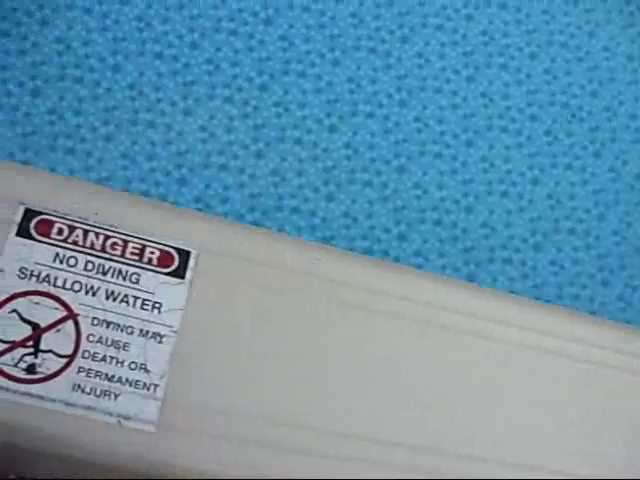 DANGER
NO DIVING
SHALLOW WATER
DIVING MAY
CAUSE
DEATH OR
PERMANENT
INJURY